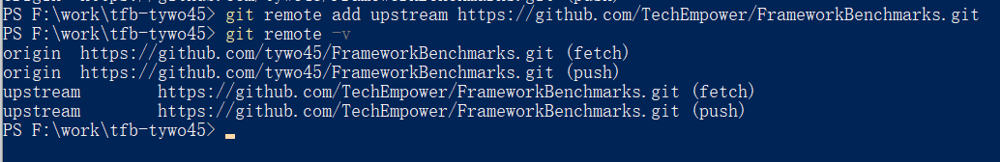 PS F:\work\tfb-tywo45> git remote add upstream https://github.com/TechEmpower/FrameworkBenchmarks.git
PS F:\work\tfb-tywo45> git remote -v
origin  https://github.com/tywo45/FrameworkBenchmarks.git (fetch)
origin  https://github.com/tywo45/FrameworkBenchmarks.git (push)
upstream        https://github.com/TechEmpower/FrameworkBenchmarks.git (fetch)
upstream        https://github.com/TechEmpower/FrameworkBenchmarks.git (push)
PS F:\work\tfb-tywo45>